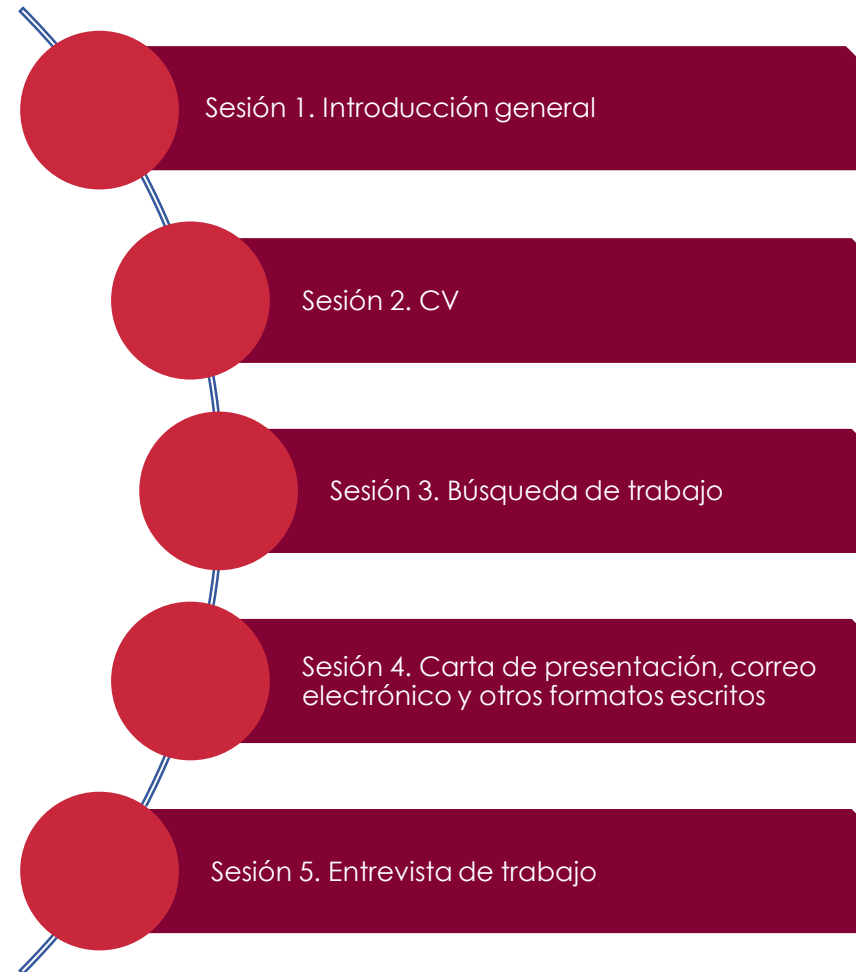 Sesión 1. Introducción general
Sesión 2. CV
Sesión 3. Búsqueda de trabajo
Sesión 4. Carta de presentación, correo
electrónico y otros formatos escritos
Sesión 5. Entrevista de trabajo